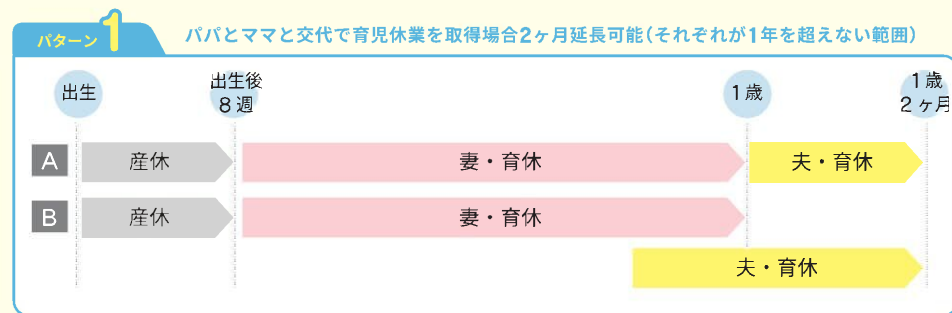 パターン1
パパとママと交代で育児休業を取得場合2ヶ月延長可能(それぞれが1年を超えない範囲)
出生
出生後
8週
1歳
1歳
2ヶ月
A
産休
妻・育休
夫・育休
B
産休
妻・育休
夫・育休